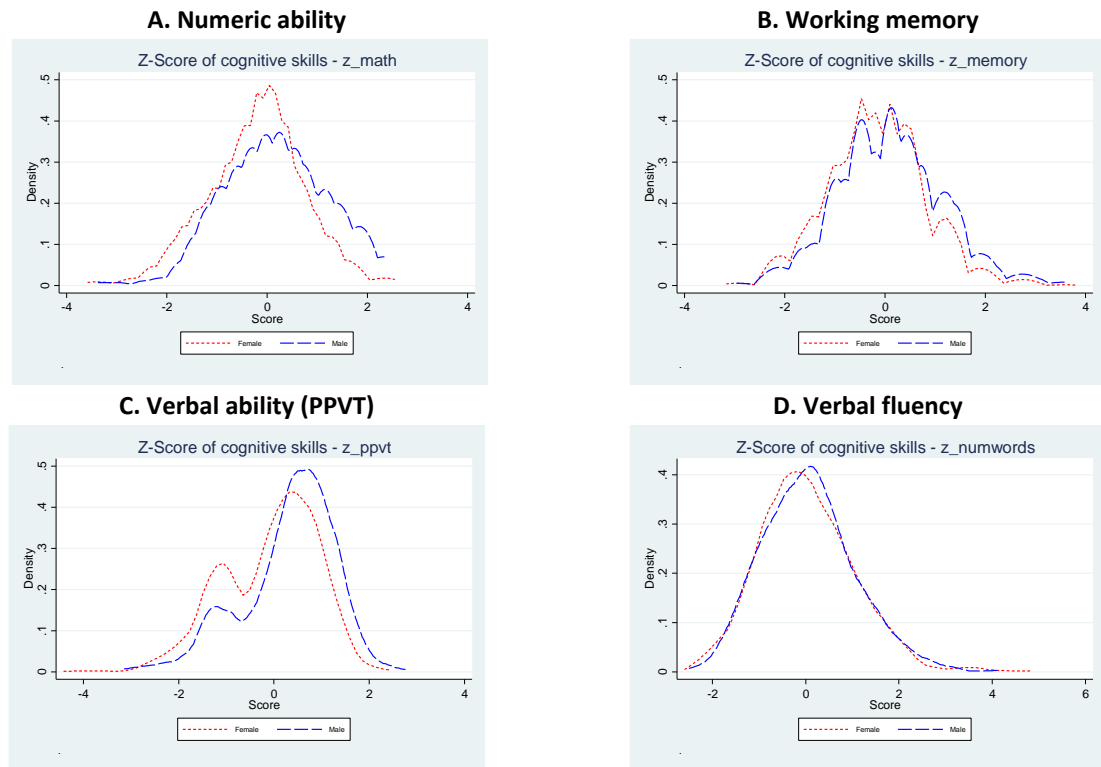 A. Numeric ability
Z-Score of cognitive skills - z_math
Density
0 .1 .2 .3 .4 .5
-4 -2 0 2 4
Score
Female Male
.
B. Working memory
Z-Score of cognitive skills - z_memory
Density
0 .1 .2 .3 .4 .5
-4 -2 0 2 4
Score
Female Male
.
C. Verbal ability (PPVT)
Z-Score of cognitive skills - z_ppvt
Density
0 .1 .2 .3 .4 .5
-4 -2 0 2 4
Score
Female Male
.
D. Verbal fluency
Z-Score of cognitive skills - z_numwords
Density
0 .1 .2 .3 .4
-2 0 2 4 6
Score
Female Male
.